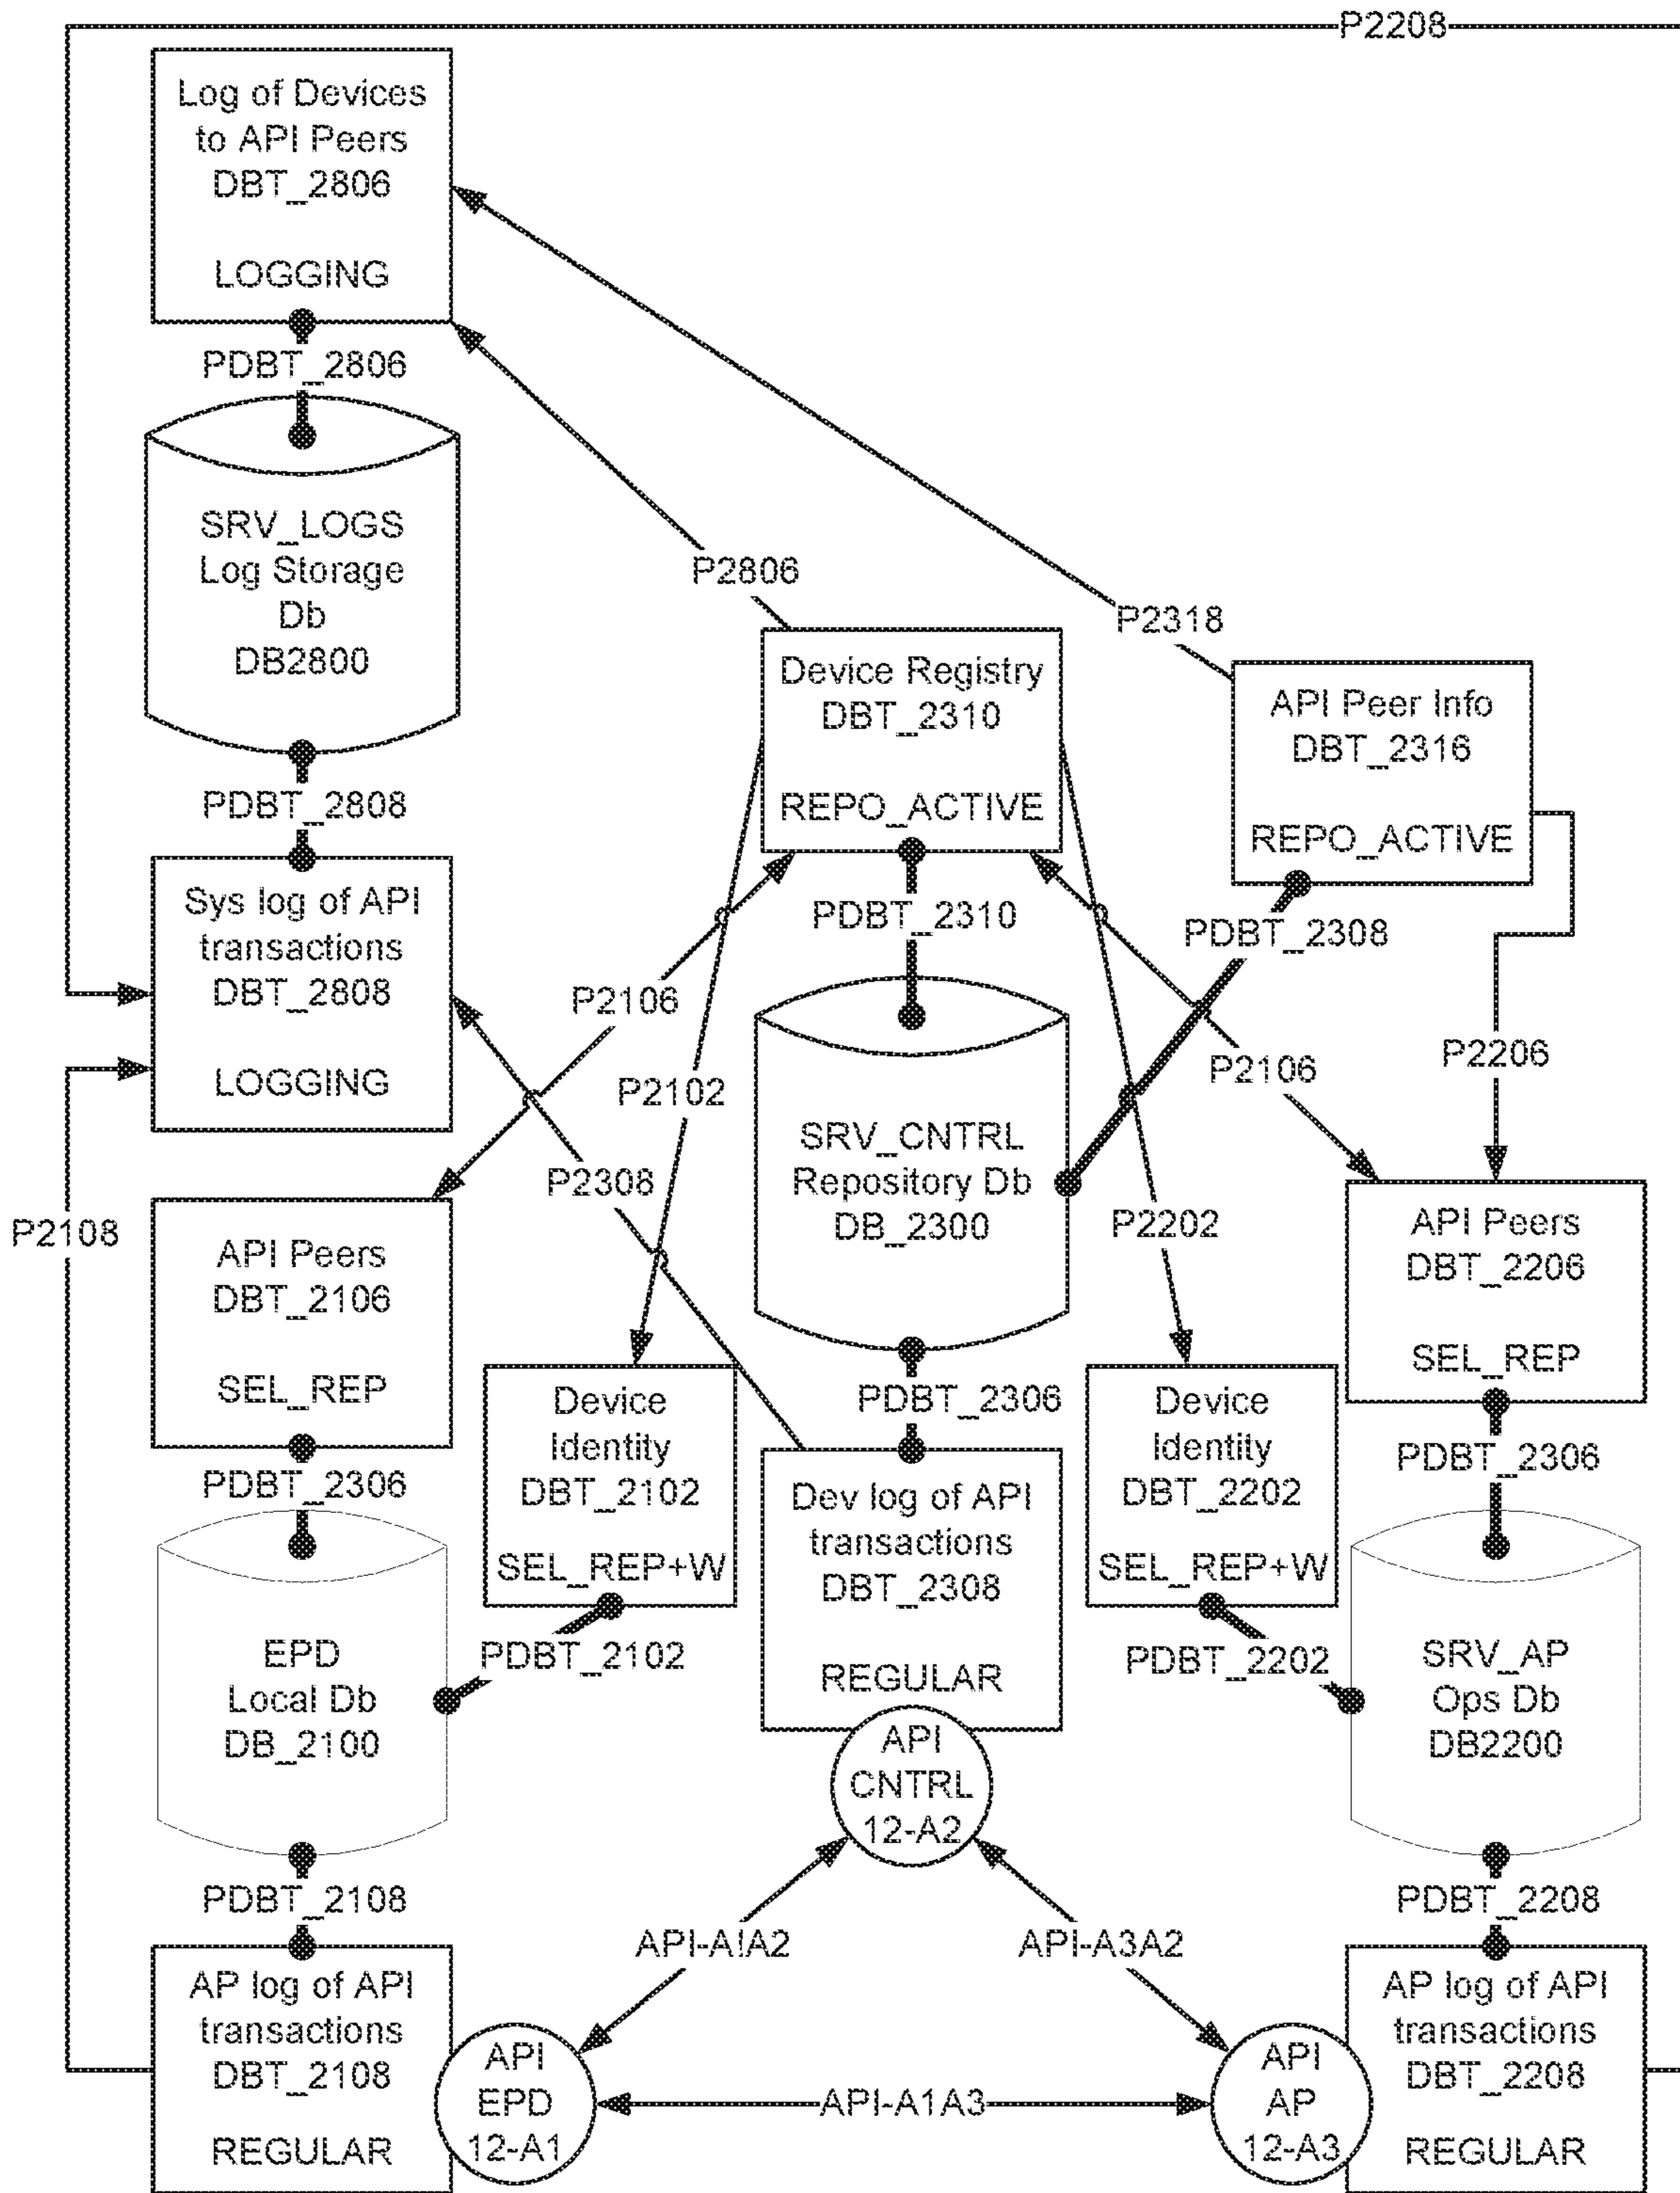 P2208
Log of Devices
to API Peers
DBT_2806
LOGGING
PDBT_2806
SRV_LOGS
Log Storage
Db
DB2800
P2806
P2318
Device Registry
DBT_2310
REPO_ACTIVE
API Peer Info
DBT_2316
REPO_ACTIVE
PDBT_2808
Sys log of API
transactions
DBT_2808
LOGGING
PDBT_2310
PDBT_2308
P2106
P2102
P2106
P2206
SRV_CNTRL
Repository Db
DB_2300
P2308
P2202
P2108
API Peers
DBT_2106
SEL_REP
API Peers
DBT_2206
SEL_REP
PDBT_2306
Device
Identity
DBT_2102
SEL_REP+W
PDBT_2306
Device
Identity
DBT_2202
SEL_REP+W
PDBT_2306
Dev log of API
transactions
DBT_2308
REGULAR
EPD
Local Db
DB_2100
PDBT_2102
PDBT_2202
SRV_AP
Ops Db
DB2200
API
CNTRL
12-A2
PDBT_2108
API-A!A2
API-A3A2
PDBT_2208
AP log of API
transactions
DBT_2108
REGULAR
API
EPD
12-A1
API-A1A3
API
AP
12-A3
AP log of API
transactions
DBT_2208
REGULAR